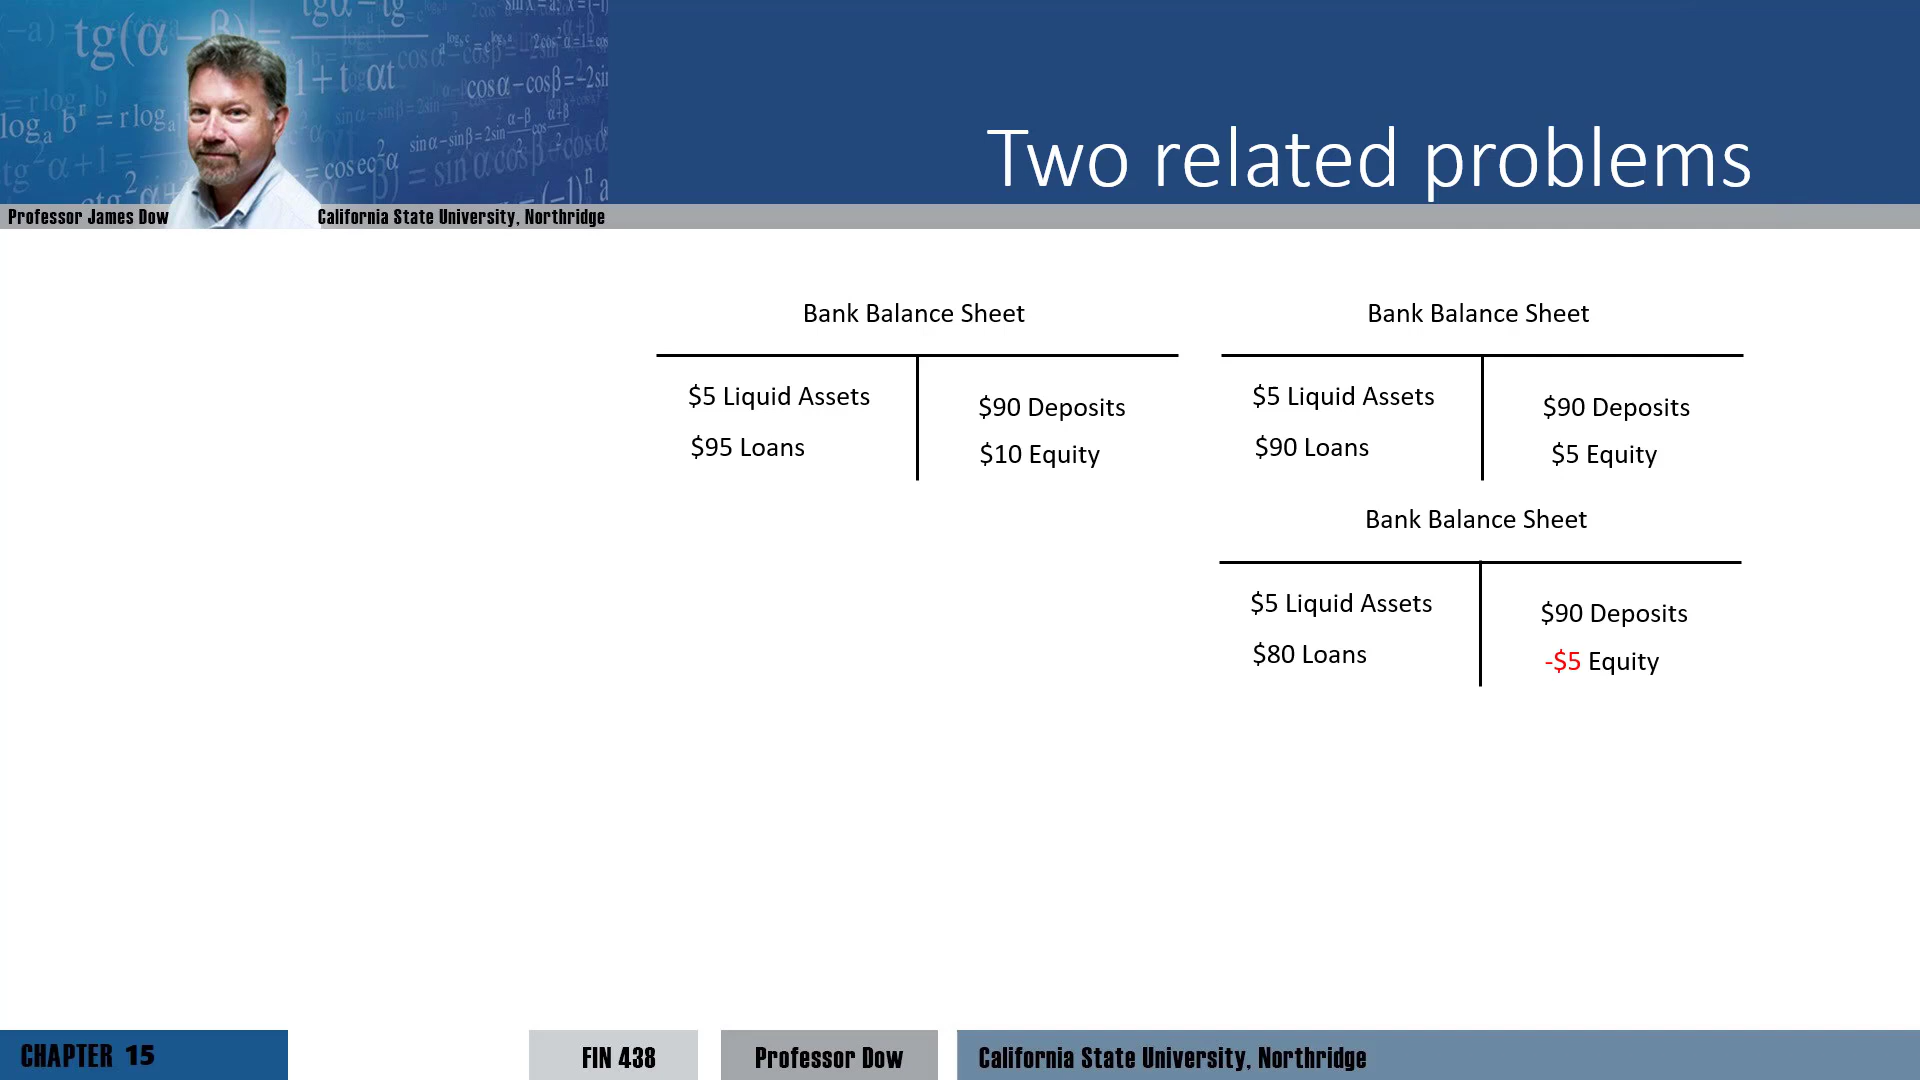 Two related problems
Professor James Dow
California State University, Northridge
Bank Balance Sheet
$5 Liquid Assets
$95 Loans
$90 Deposits
$10 Equity
Bank Balance Sheet
$5 Liquid Assets
$90 Loans
$90 Deposits
$5 Equity
Bank Balance Sheet
$5 Liquid Assets
$80 Loans
$90 Deposits
-$5 Equity
CHAPTER 15
FIN 438
Professor Dow
California State University, Northridge